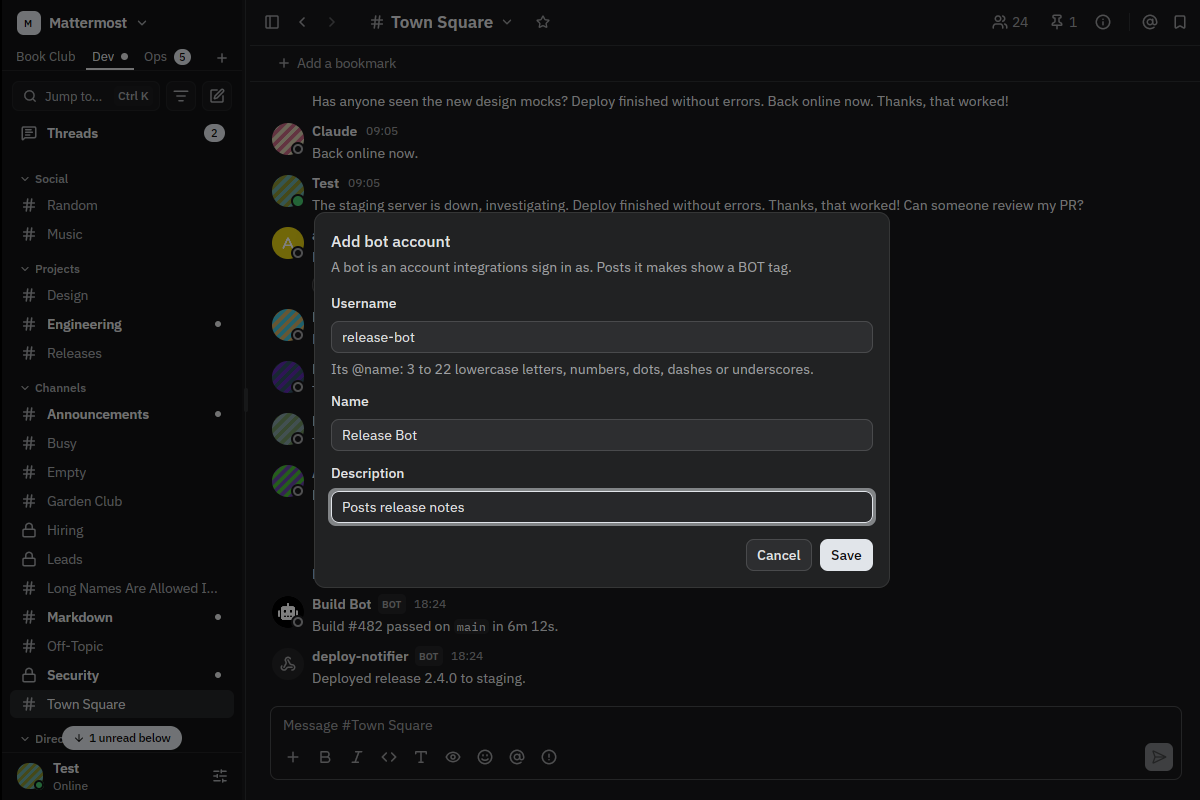 M Mattermost
Book Club Dev Ops 5
Jump to... Ctrl K
Threads 2
Social
Random
Music
Projects
Design
Engineering
Releases
Channels
Announcements
Busy
Empty
Garden Club
Hiring
Leads
Long Names Are Allowed I...
Markdown
Off-Topic
Security
Town Square
Direc
1 unread below
Test
Online
Town Square
24 1
Add a bookmark
Has anyone seen the new design mocks? Deploy finished without errors. Back online now. Thanks, that worked!
Claude 09:05
Back online now.
Test 09:05
The staging server is down, investigating. Deploy finished without errors. Thanks, that worked! Can someone review my PR?
A
Add bot account
A bot is an account integrations sign in as. Posts it makes show a BOT tag.
Username
release-bot
Its @name: 3 to 22 lowercase letters, numbers, dots, dashes or underscores.
Name
Release Bot
Description
Posts release notes
Cancel Save
Build Bot BOT 18:24
Build #482 passed on main in 6m 12s.
deploy-notifier BOT 18:24
Deployed release 2.4.0 to staging.
Message #Town Square